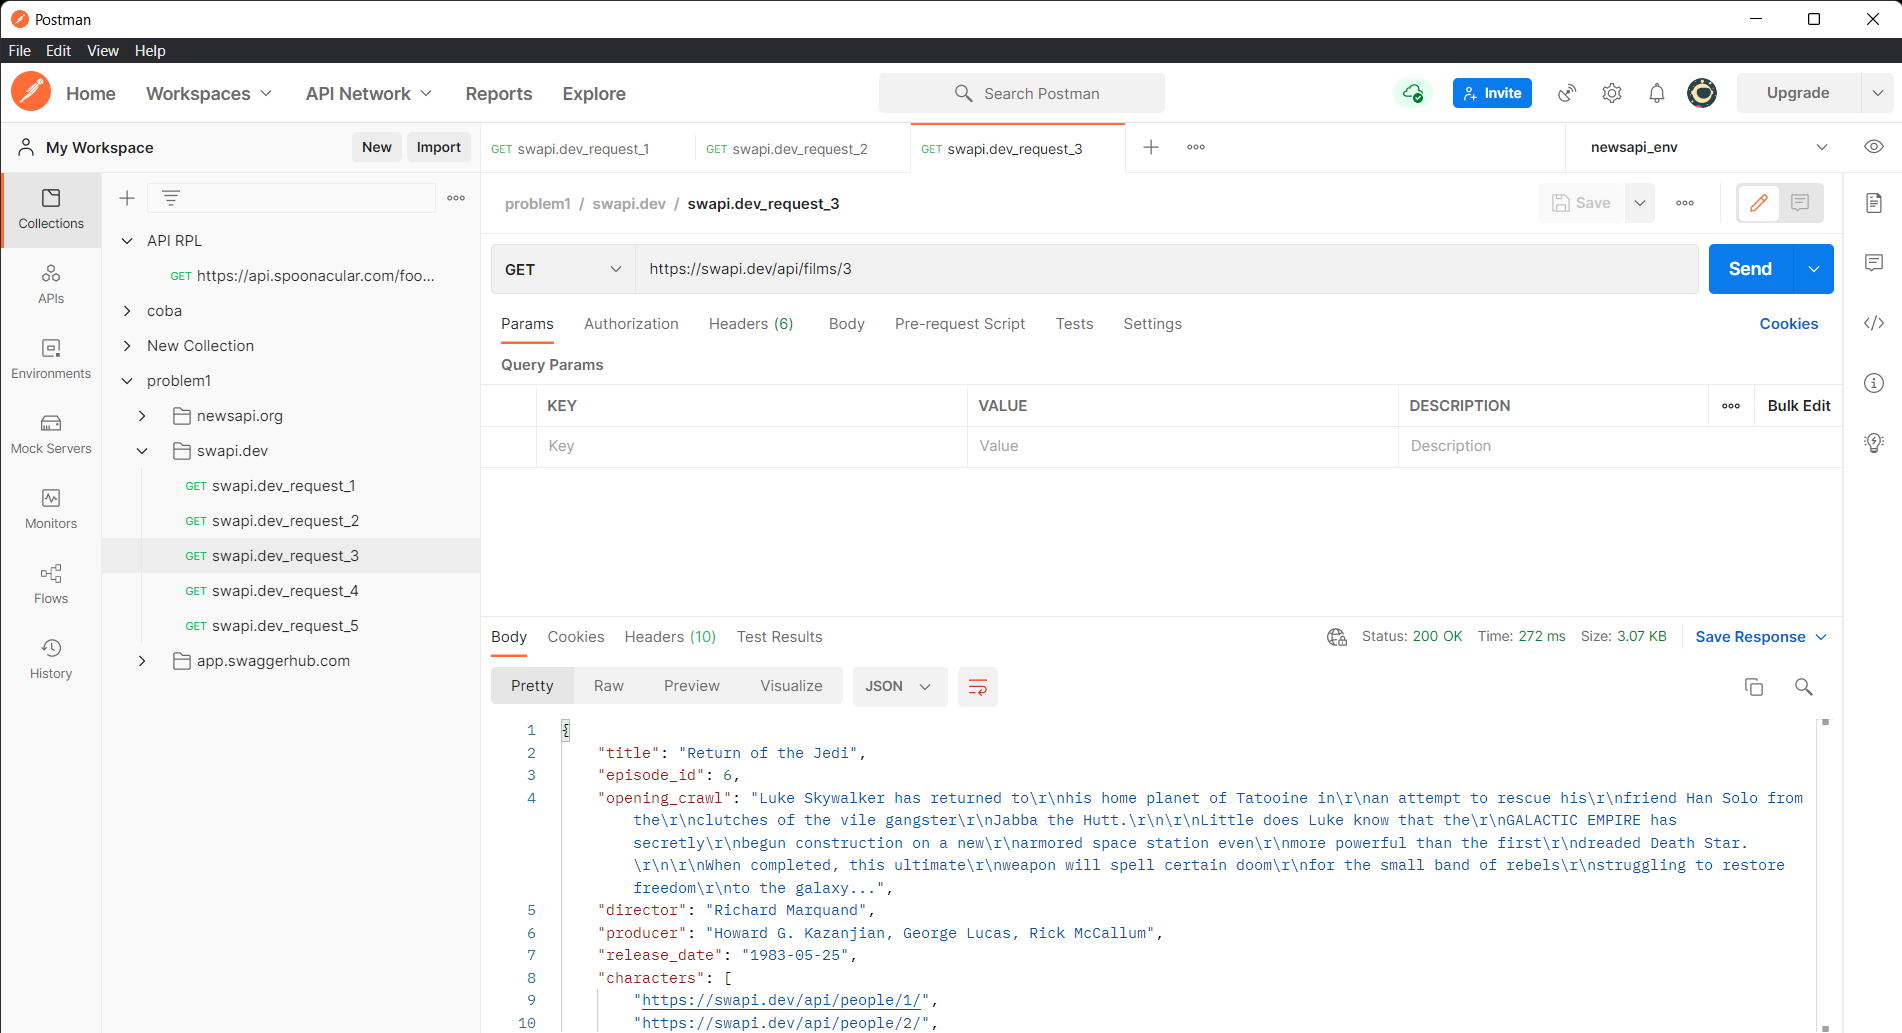 Postman
File Edit View Help
Home Workspaces API Network Reports Explore Search Postman Invite Upgrade
My Workspace New Import
GET swapi.dev_request_1 GET swapi.dev_request_2 GET swapi.dev_request_3 newsapi_env
Collections
APIs
Environments
Mock Servers
Monitors
Flows
History
API RPL
GET https://api.spoonacular.com/foo...
coba
New Collection
problem1
newsapi.org
swapi.dev
GET swapi.dev_request_1
GET swapi.dev_request_2
GET swapi.dev_request_3
GET swapi.dev_request_4
GET swapi.dev_request_5
app.swaggerhub.com
problem1 / swapi.dev / swapi.dev_request_3 Save
GET https://swapi.dev/api/films/3 Send
Params Authorization Headers (6) Body Pre-request Script Tests Settings Cookies
Query Params
KEY VALUE DESCRIPTION Bulk Edit
Key Value Description
Body Cookies Headers (10) Test Results Status: 200 OK Time: 272 ms Size: 3.07 KB Save Response
Pretty Raw Preview Visualize JSON
1 {
2 "title": "Return of the Jedi",
3 "episode_id": 6,
4 "opening_crawl": "Luke Skywalker has returned to\r\nhis home planet of Tatooine in\r\nan attempt to rescue his\r\nfriend Han Solo from
the\r\nclutches of the vile gangster\r\nJabba the Hutt.\r\n\r\nLittle does Luke know that the\r\nGALACTIC EMPIRE has
secretly\r\nbegun construction on a new\r\narmored space station even\r\nmore powerful than the first\r\ndreaded Death Star.
\r\n\r\nWhen completed, this ultimate\r\nweapon will spell certain doom\r\nfor the small band of rebels\r\nstruggling to restore
freedom\r\nto the galaxy...",
5 "director": "Richard Marquand",
6 "producer": "Howard G. Kazanjian, George Lucas, Rick McCallum",
7 "release_date": "1983-05-25",
8 "characters": [
9 "https://swapi.dev/api/people/1/",
10 "https://swapi.dev/api/people/2/",